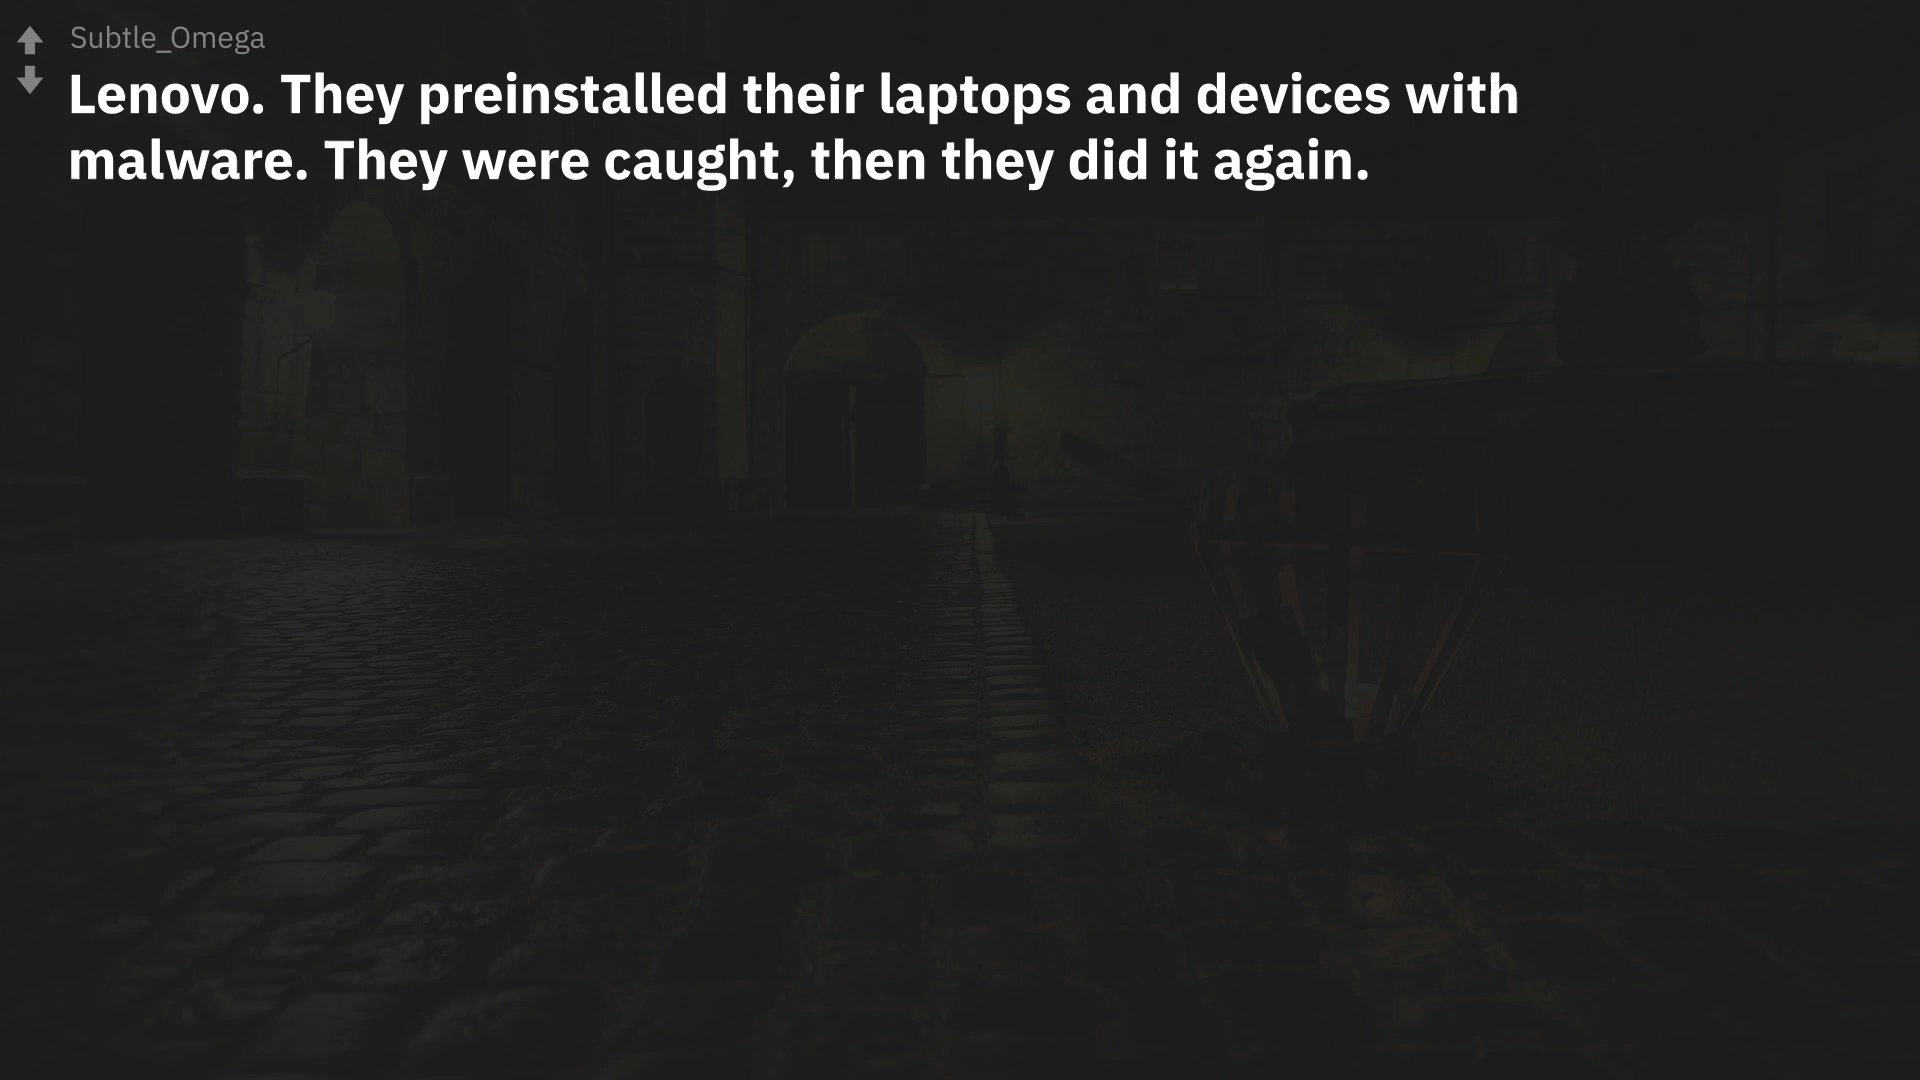 Subtle_Omega
Lenovo. They preinstalled their laptops and devices with
malware. They were caught, then they did it again.